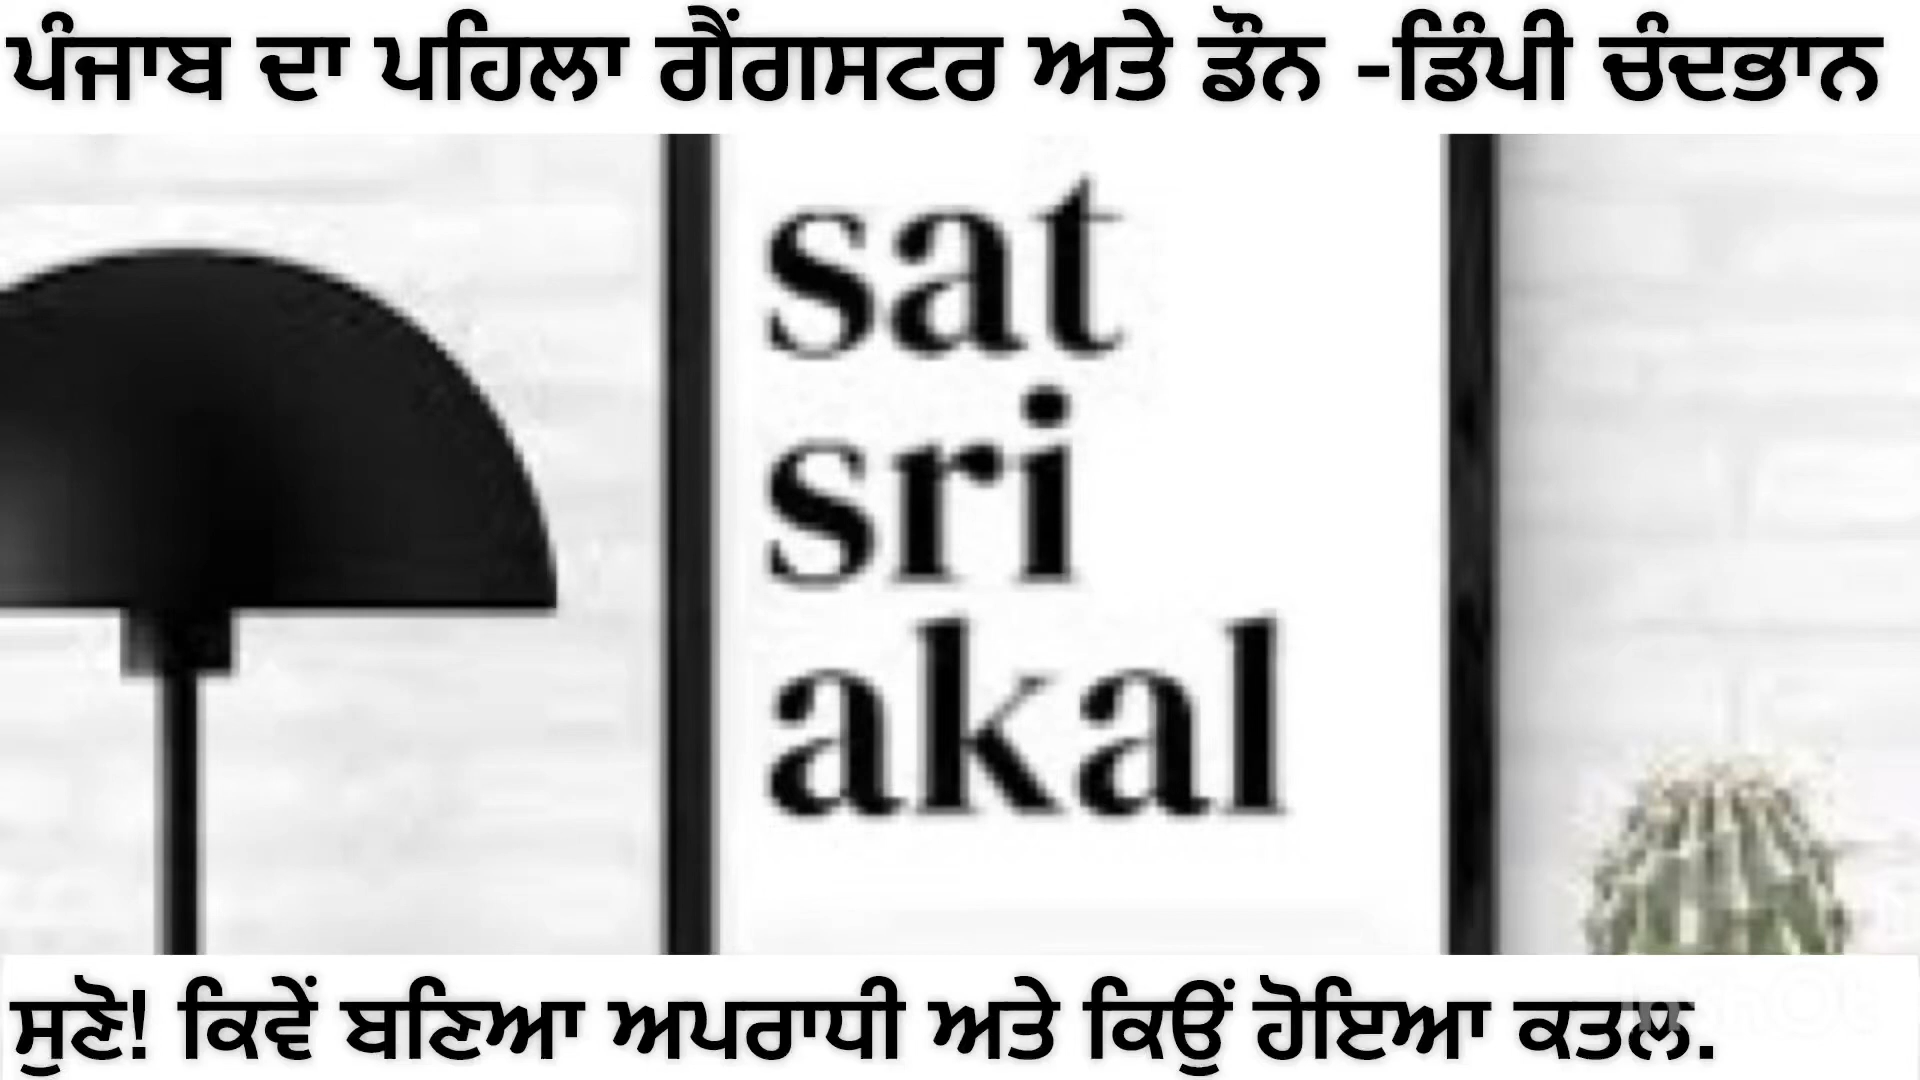 ਪੰਜਾਬ ਦਾ ਪਹਿਲਾ ਗੈਂਗਸਟਰ ਅਤੇ ਡੌਨ -ਡਿੰਪੀ ਚੰਦਭਾਨ
sat
sri
akal
ਸੁਣੋ! ਕਿਵੇਂ ਬਣਿਆ ਅਪਰਾਧੀ ਅਤੇ ਕਿਉਂ ਹੋਇਆ ਕਤਲ.